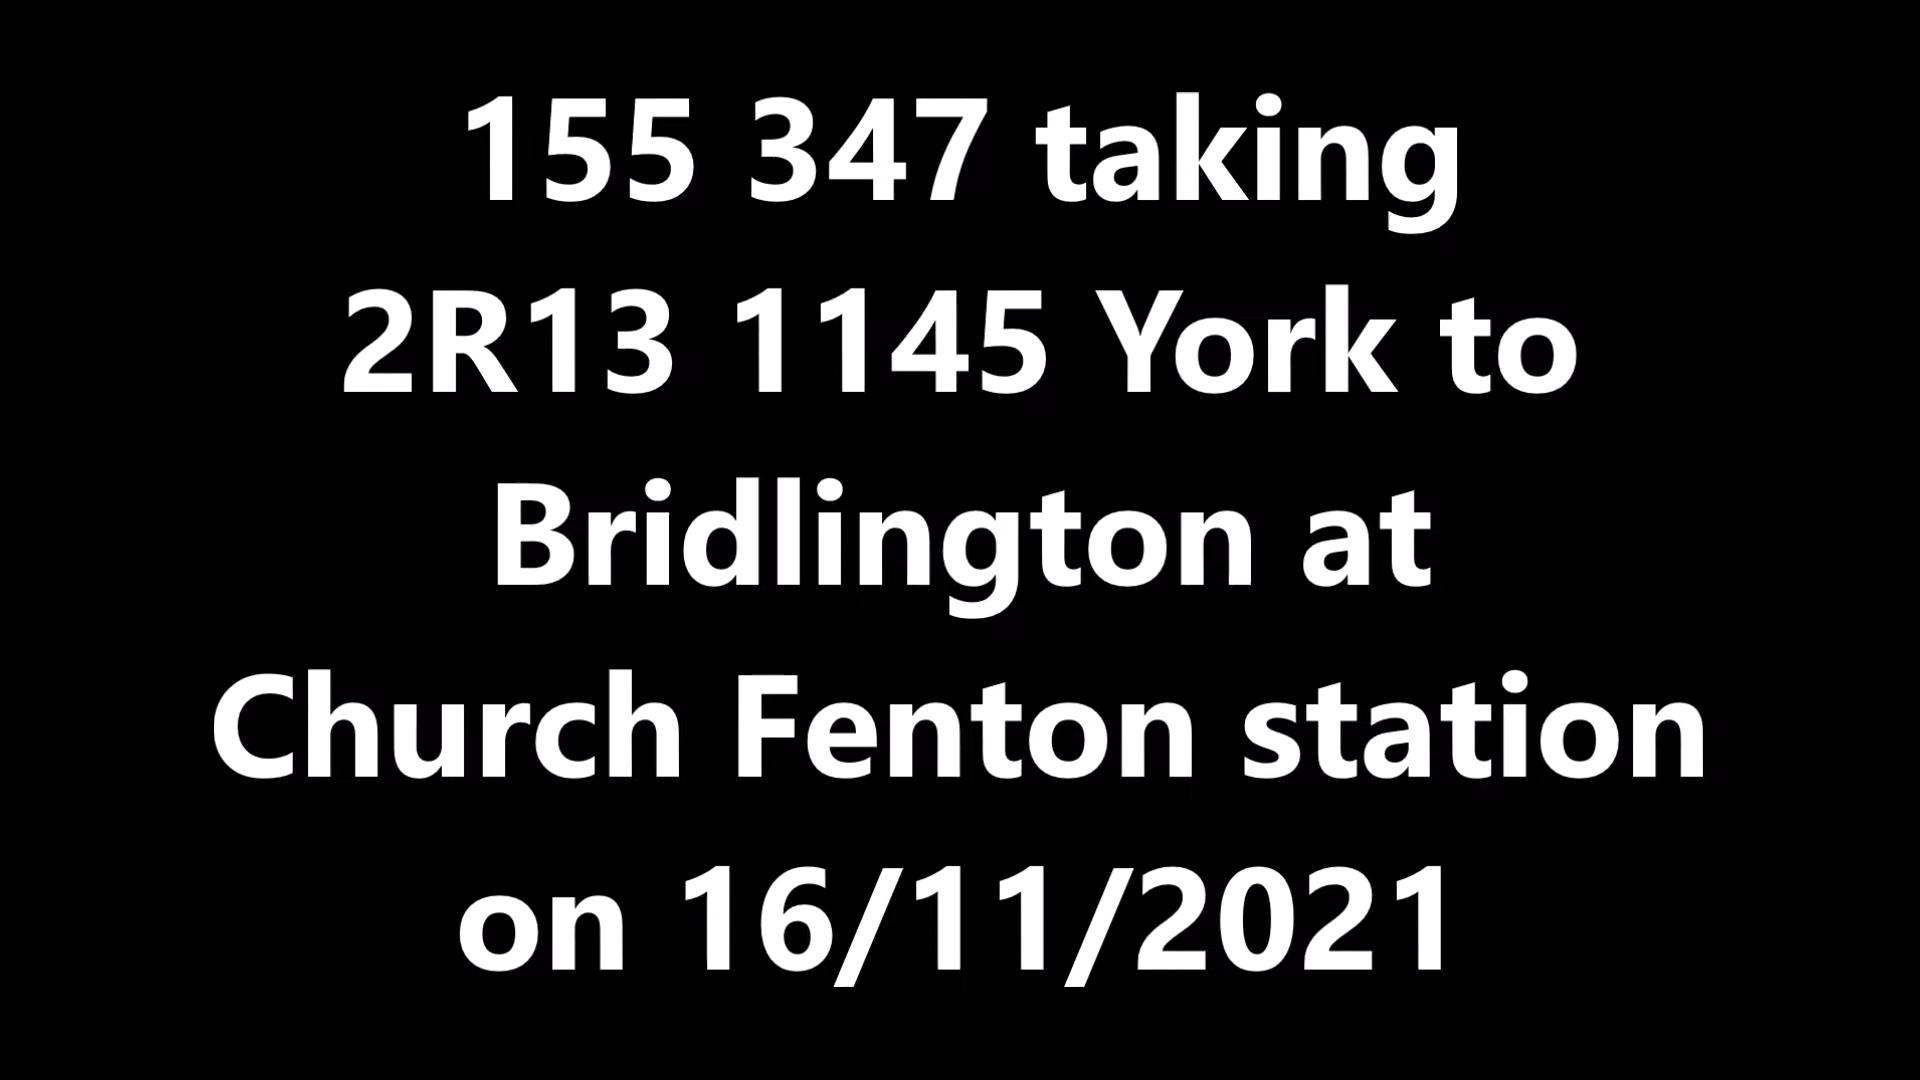 155 347 taking
2R13 1145 York to
Bridlington at
Church Fenton station
on 16/11/2021